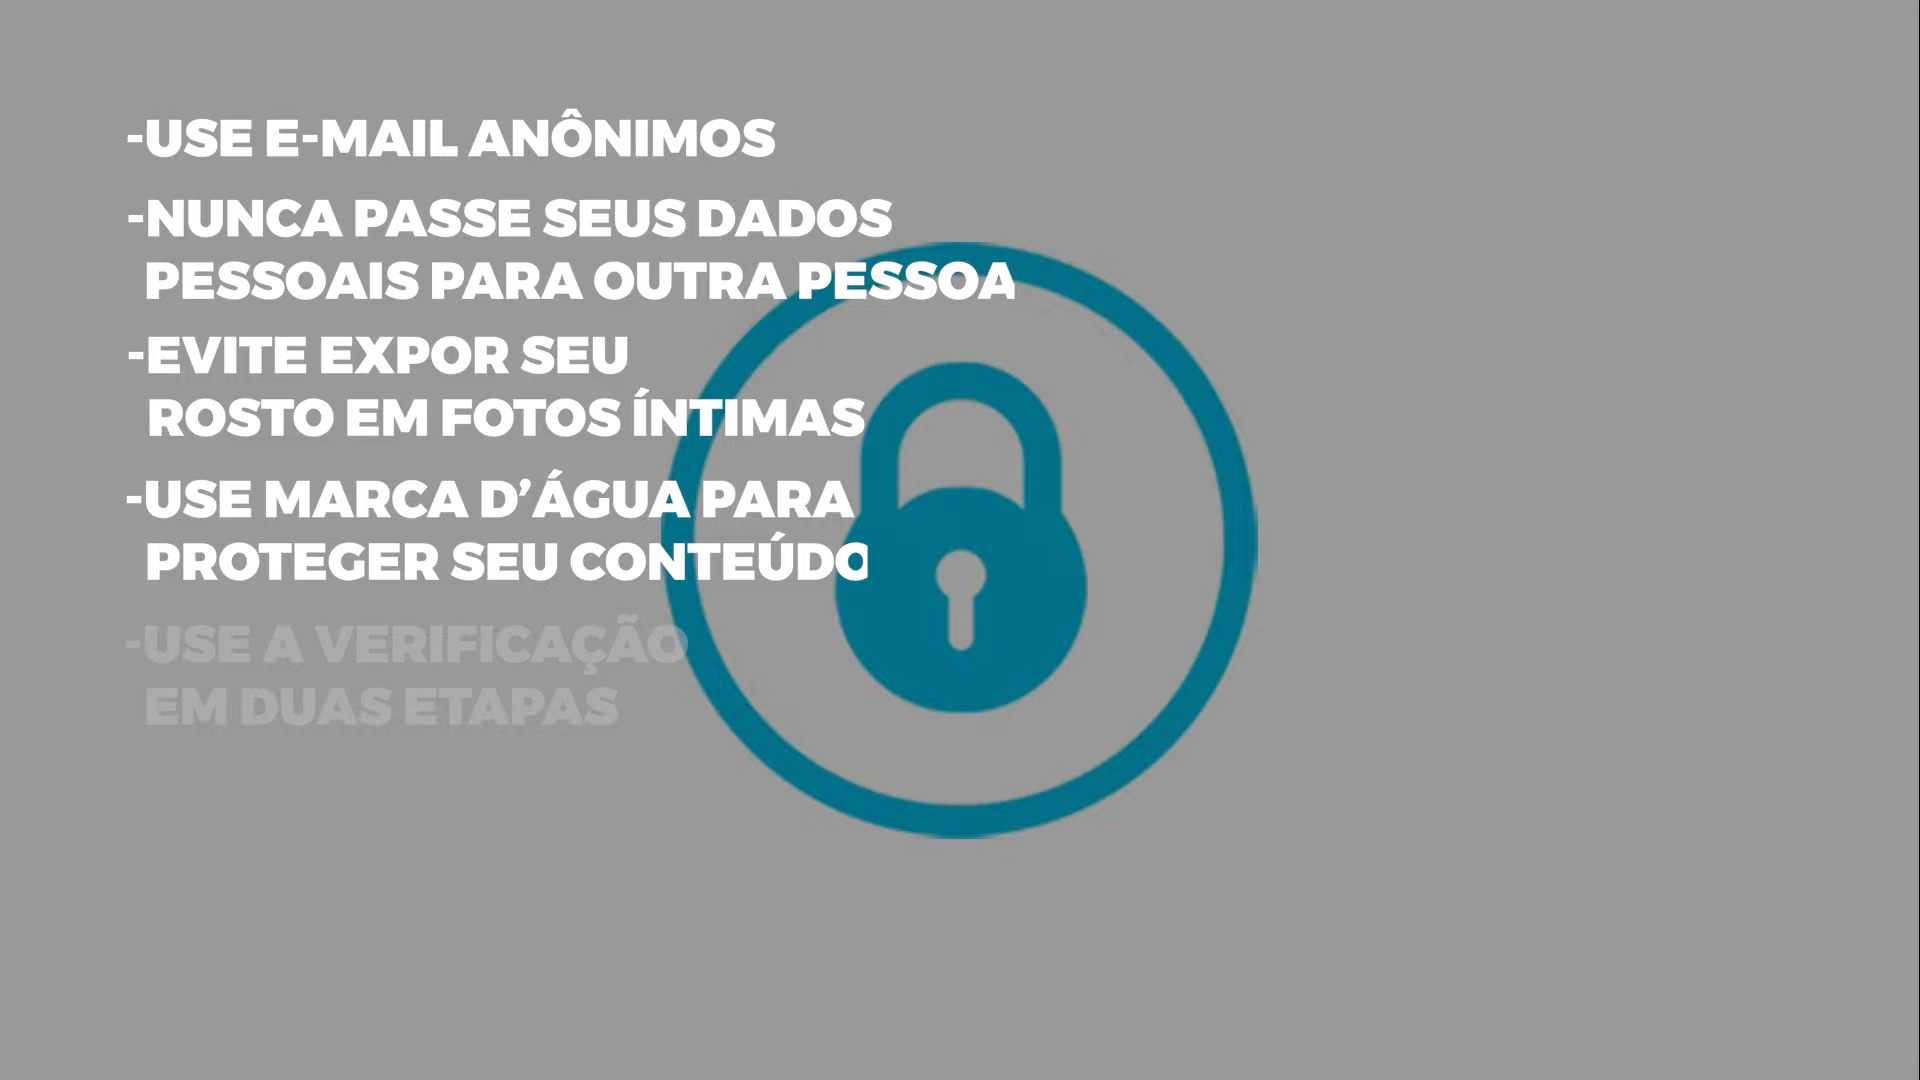 -USE E-MAIL ANÔNIMOS
-NUNCA PASSE SEUS DADOS
PESSOAIS PARA OUTRA PESSOA
-EVITE EXPOR SEU
ROSTO EM FOTOS ÍNTIMAS
-USE MARCA D’ÁGUA PARA
PROTEGER SEU CONTEÚDO
-USE A VERIFICAÇÃO
EM DUAS ETAPAS